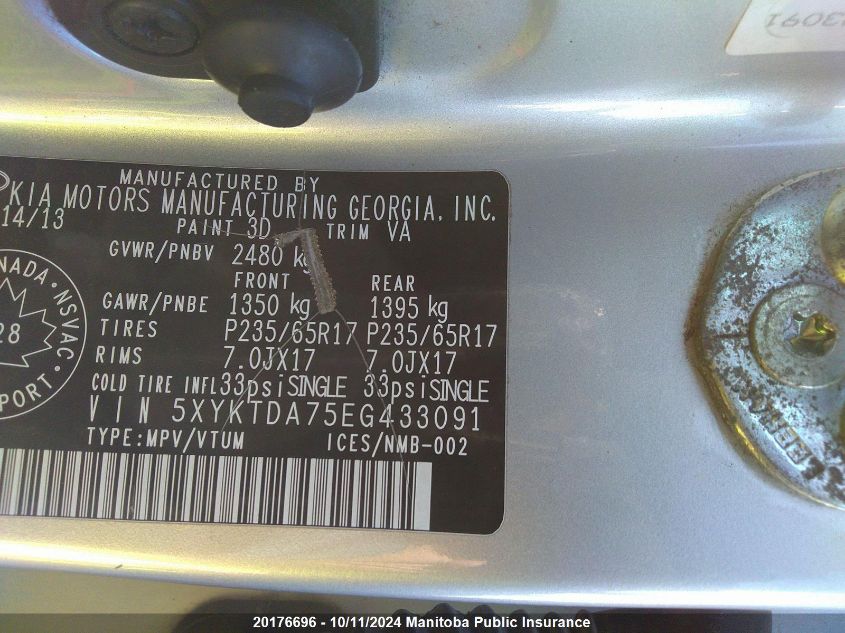 3091
MANUFACTURED BY
KIA MOTORS MANUFACTURING GEORGIA, INC.
14/13
PAINT 3D TRIM VA
GVWR/PNBV 2480 kg
FRONT REAR
GAWR/PNBE 1350 kg 1395 kg
TIRES P235/65R17 P235/65R17
RIMS 7.0JX17 7.0JX17
COLD TIRE INFL 33psiSINGLE 33psiSINGLE
VIN 5XYKTDA75EG433091
TYPE:MPV/VTUM ICES/NMB-002
NADA
NSVAC
28
PORT
20176696 - 10/11/2024 Manitoba Public Insurance